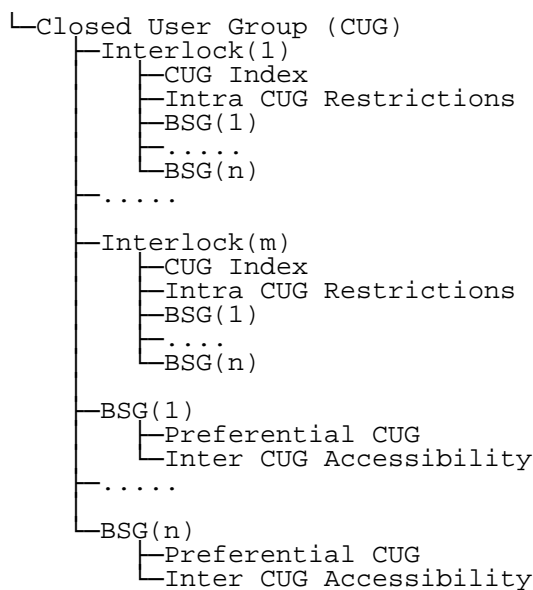 Closed User Group (CUG)
Interlock(1)
CUG Index
Intra CUG Restrictions
BSG(1)
.....
BSG(n)
.....
Interlock(m)
CUG Index
Intra CUG Restrictions
BSG(1)
....
BSG(n)
BSG(1)
Preferential CUG
Inter CUG Accessibility
.....
BSG(n)
Preferential CUG
Inter CUG Accessibility